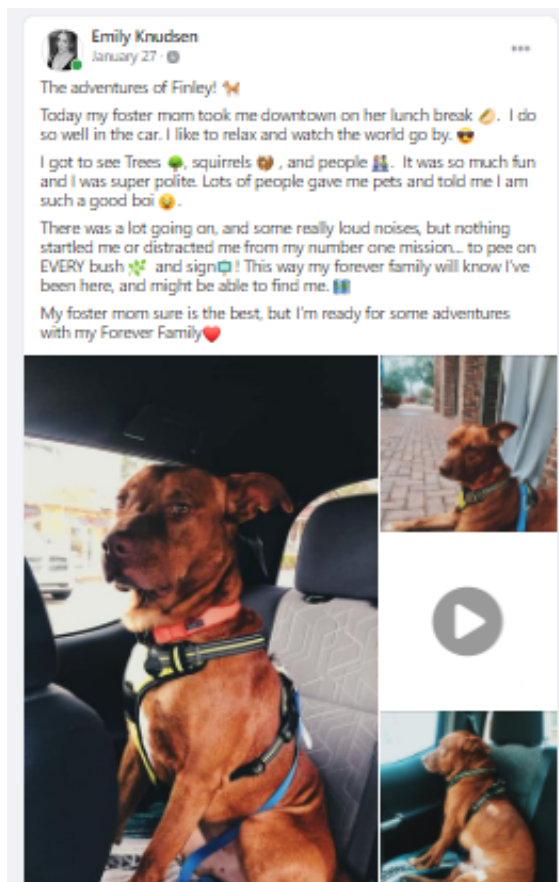 Emily Knudsen
January 27 ·
The adventures of Finley! 🐕
Today my foster mom took me downtown on her lunch break 🌮. I do
so well in the car. I like to relax and watch the world go by. 😎
I got to see Trees 🌳, squirrels 🐿, and people 👫. It was so much fun
and I was super polite. Lots of people gave me pets and told me I am
such a good boi 😉.
There was a lot going on, and some really loud noises, but nothing
startled me or distracted me from my number one mission... to pee on
EVERY bush 🌿 and sign🪧! This way my forever family will know I've
been here, and might be able to find me. 🗺
My foster mom sure is the best, but I'm ready for some adventures
with my Forever Family❤